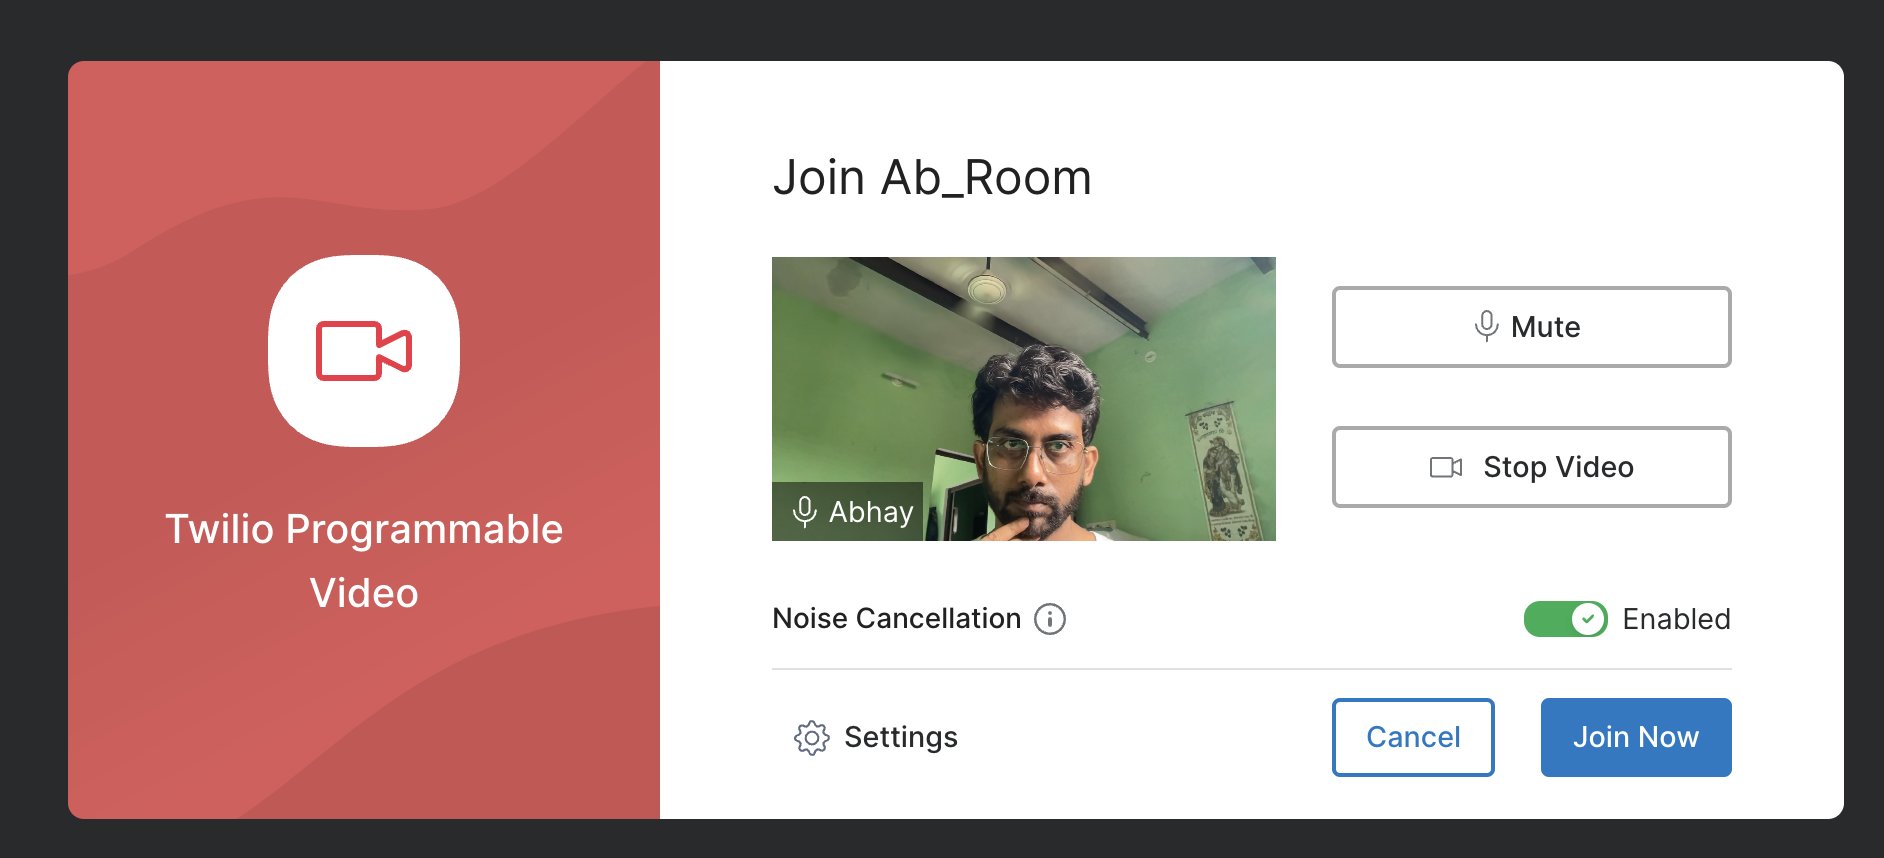 Twilio Programmable
Video
Join Ab_Room
Abhay
Mute
Stop Video
Noise Cancellation
Enabled
Settings
Cancel
Join Now